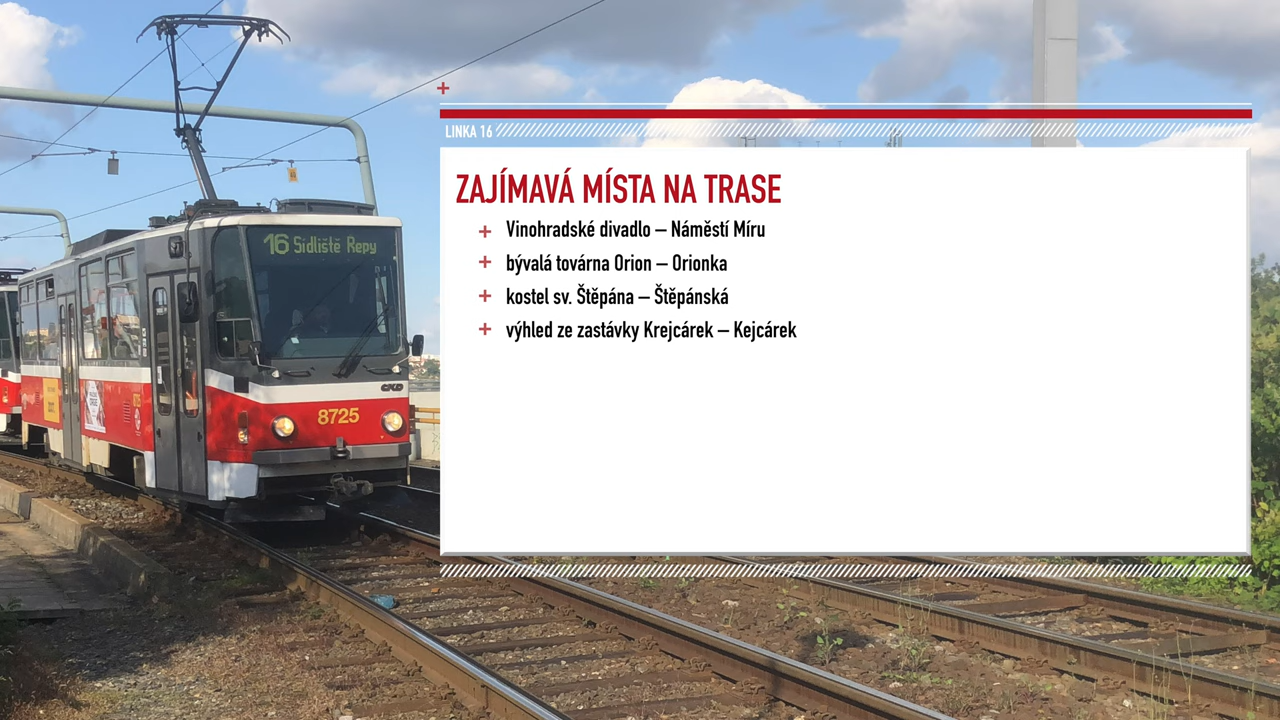 16 Sídliště Řepy
8725
ČKD
LINKA 16
ZAJÍMAVÁ MÍSTA NA TRASE
Vinohradské divadlo – Náměstí Míru
bývalá továrna Orion – Orionka
kostel sv. Štěpána – Štěpánská
výhled ze zastávky Krejcárek – Kejcárek